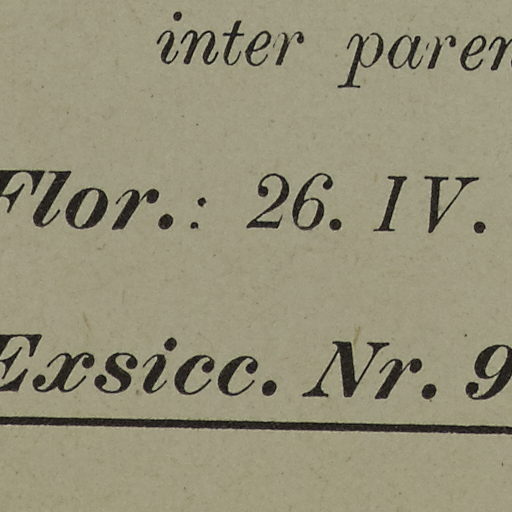 inter paren
Flor.: 26. IV.
Exsicc. Nr. 9